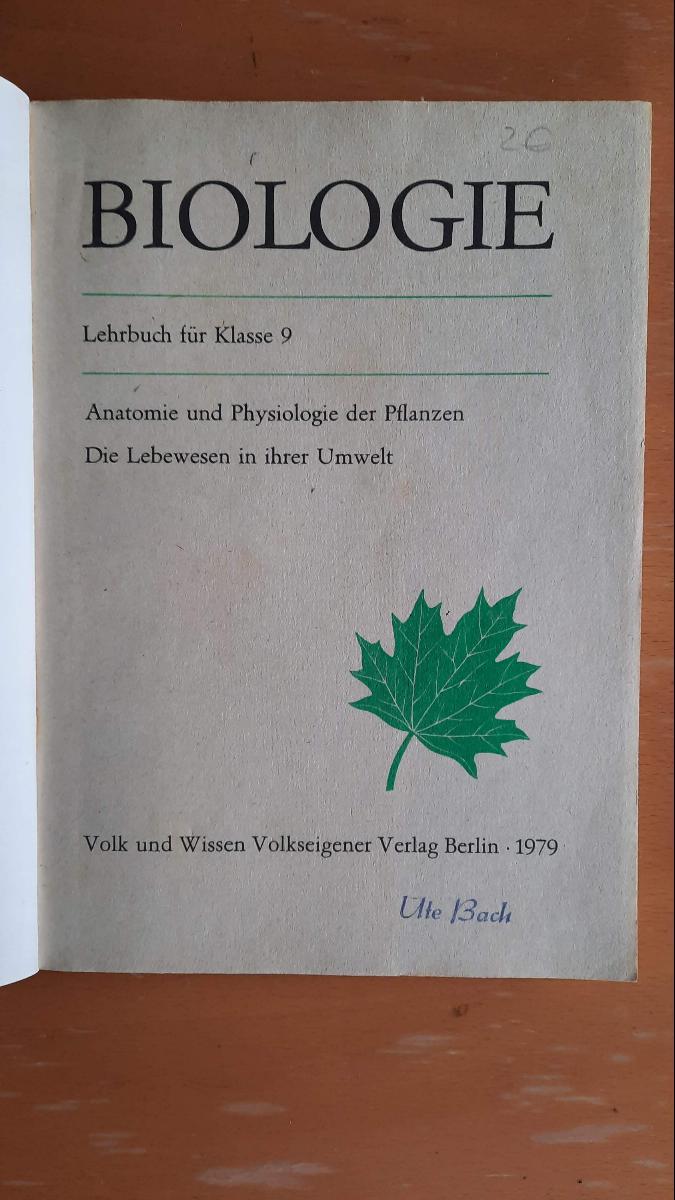 26
BIOLOGIE
Lehrbuch für Klasse 9
Anatomie und Physiologie der Pflanzen
Die Lebewesen in ihrer Umwelt
Volk und Wissen Volkseigener Verlag Berlin · 1979
Ute Bach